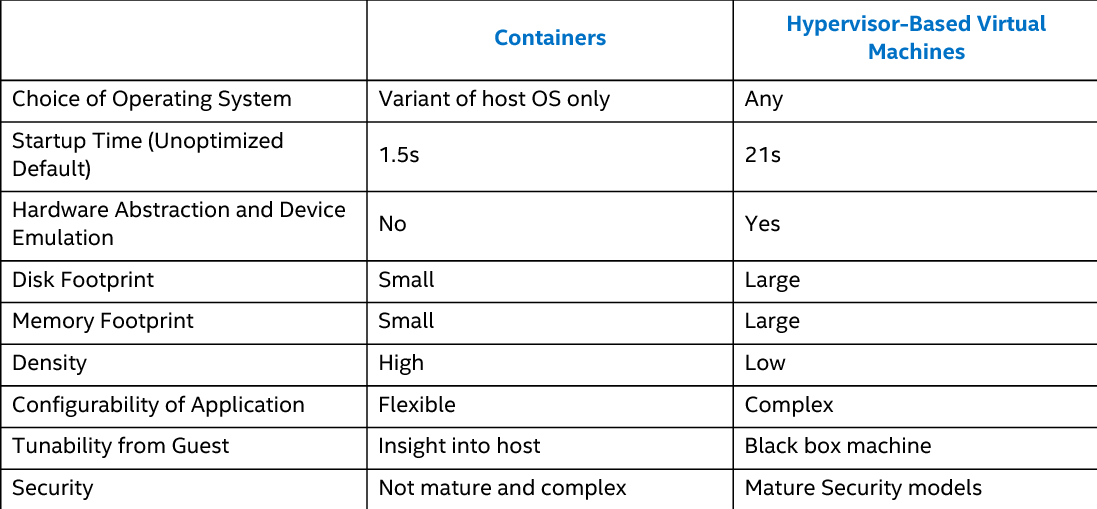 Containers
Hypervisor-Based Virtual
Machines
Choice of Operating System
Variant of host OS only
Any
Startup Time (Unoptimized
Default)
1.5s
21s
Hardware Abstraction and Device
Emulation
No
Yes
Disk Footprint
Small
Large
Memory Footprint
Small
Large
Density
High
Low
Configurability of Application
Flexible
Complex
Tunability from Guest
Insight into host
Black box machine
Security
Not mature and complex
Mature Security models